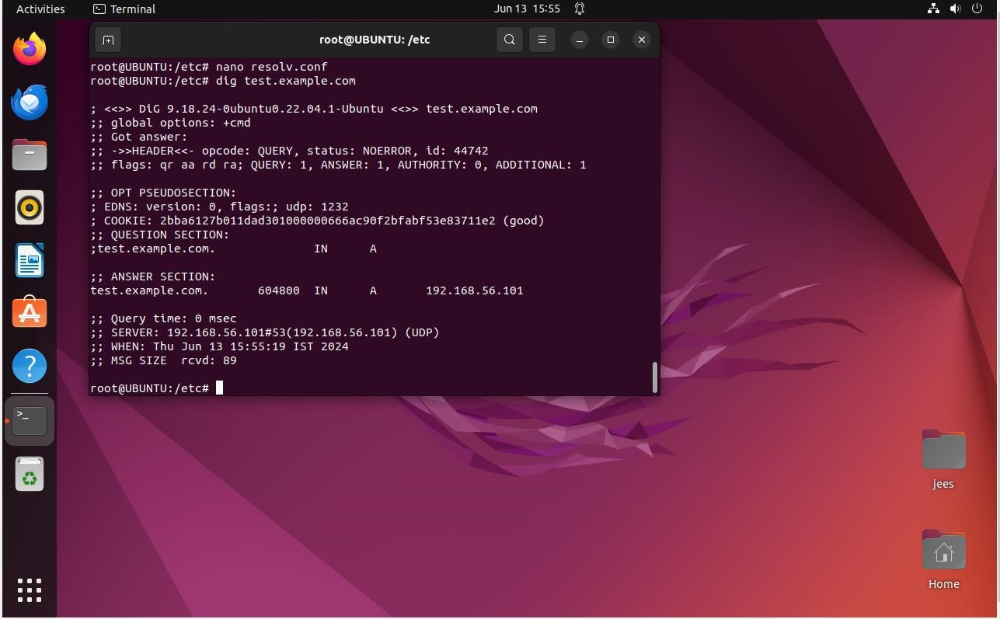 Activities
Terminal
Jun 13 15:55
root@UBUNTU: /etc
root@UBUNTU:/etc# nano resolv.conf
root@UBUNTU:/etc# dig test.example.com
; <<>> DiG 9.18.24-0ubuntu0.22.04.1-Ubuntu <<>> test.example.com
;; global options: +cmd
;; Got answer:
;; ->>HEADER<<- opcode: QUERY, status: NOERROR, id: 44742
;; flags: qr aa rd ra; QUERY: 1, ANSWER: 1, AUTHORITY: 0, ADDITIONAL: 1
;; OPT PSEUDOSECTION:
; EDNS: version: 0, flags:; udp: 1232
; COOKIE: 2bba6127b011dad301000000666ac90f2bfabf53e83711e2 (good)
;; QUESTION SECTION:
;test.example.com. IN A
;; ANSWER SECTION:
test.example.com. 604800 IN A 192.168.56.101
;; Query time: 0 msec
;; SERVER: 192.168.56.101#53(192.168.56.101) (UDP)
;; WHEN: Thu Jun 13 15:55:19 IST 2024
;; MSG SIZE rcvd: 89
root@UBUNTU:/etc#
jees
Home